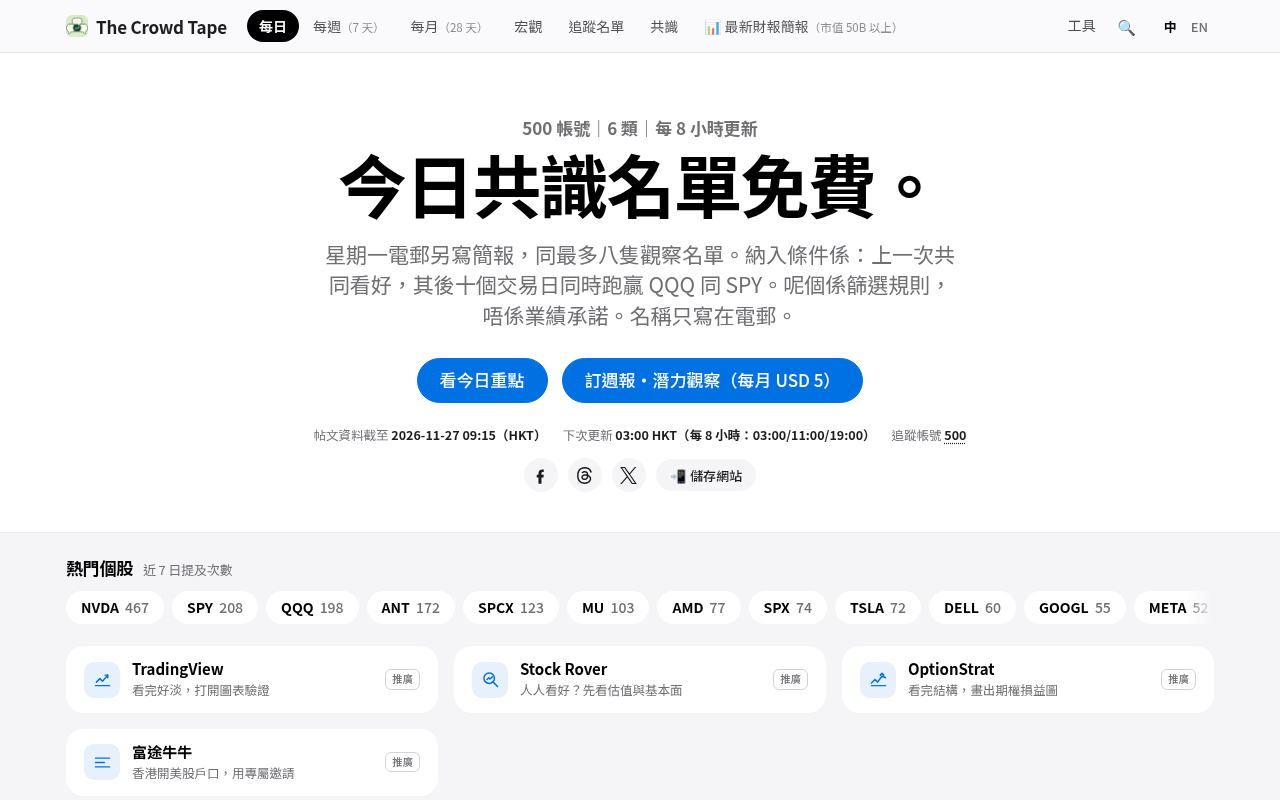 The Crowd Tape 每日 每週（7 天） 每月（28 天） 宏觀 追蹤名單 共識 📊 最新財報簡報（市值 50B 以上） 工具 🔍 中 EN
500 帳號｜6 類｜每 8 小時更新
今日共識名單免費。
星期一電郵另寫簡報，同最多八隻觀察名單。納入條件係：上一次共
同看好，其後十個交易日同時跑贏 QQQ 同 SPY。呢個係篩選規則，
唔係業績承諾。名稱只寫在電郵。
看今日重點 訂週報・潛力觀察（每月 USD 5）
帖文資料截至 2026-11-27 09:15（HKT） 下次更新 03:00 HKT（每 8 小時：03:00/11:00/19:00） 追蹤帳號 500
📲 儲存網站
熱門個股 近 7 日提及次數
NVDA 467 SPY 208 QQQ 198 ANT 172 SPCX 123 MU 103 AMD 77 SPX 74 TSLA 72 DELL 60 GOOGL 55 META 52
TradingView
看完好淡，打開圖表驗證
推廣
Stock Rover
人人看好？先看估值與基本面
推廣
OptionStrat
看完結構，畫出期權損益圖
推廣
富途牛牛
香港開美股戶口，用專屬邀請
推廣